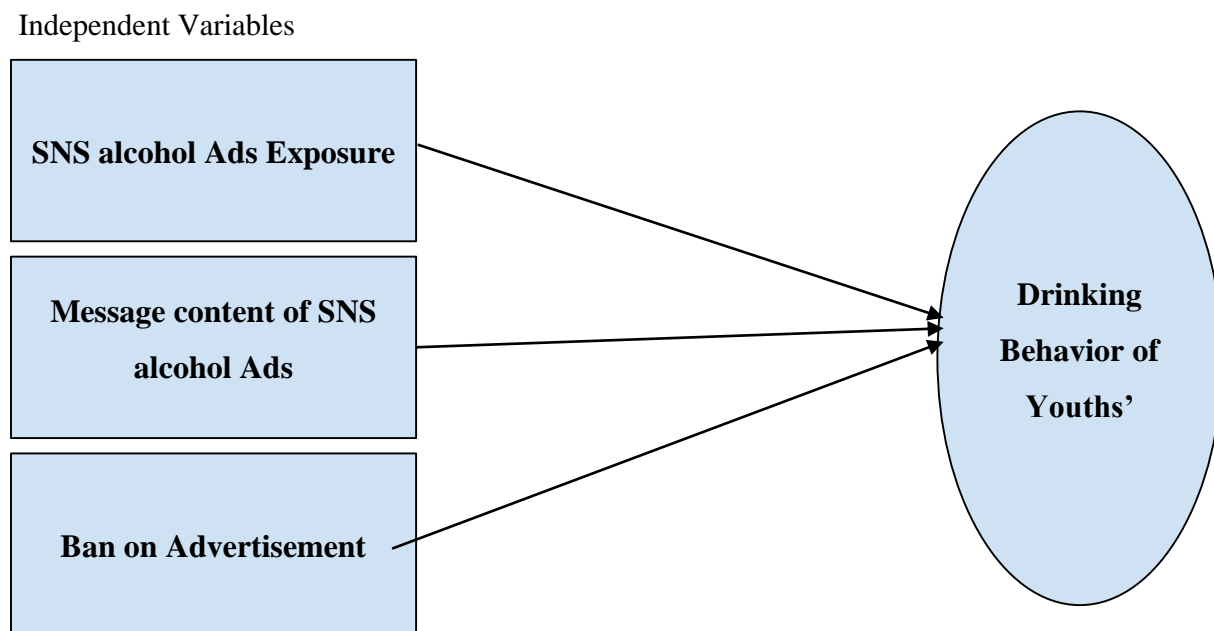 Independent Variables
SNS alcohol Ads Exposure
Message content of SNS
alcohol Ads
Ban on Advertisement
Drinking
Behavior of
Youths’